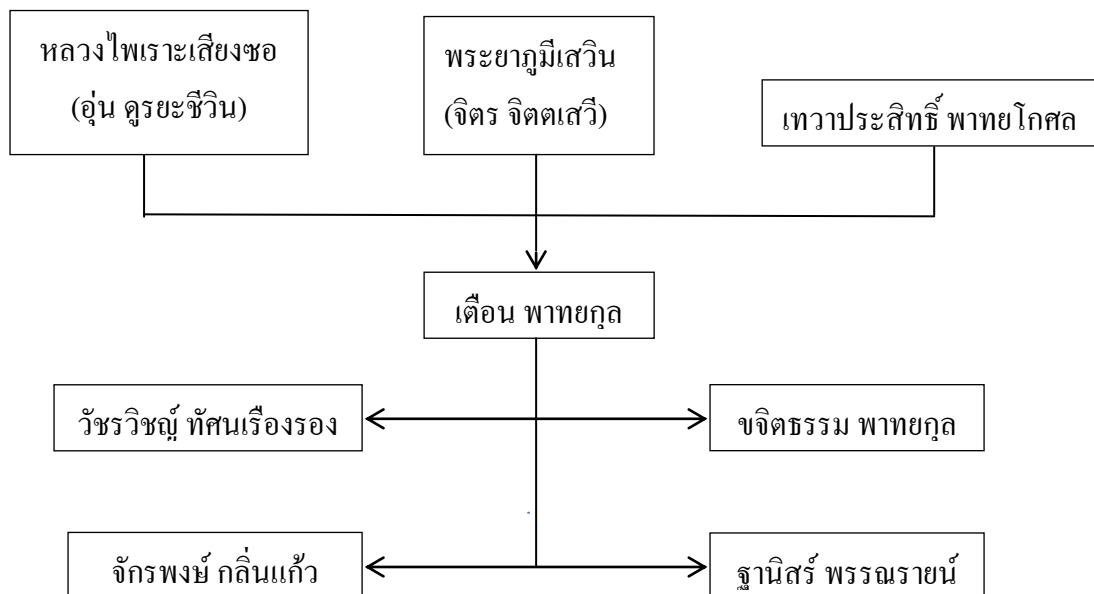 หลวงไพเราะเสียงซอ
(อุ่น ดูรยะชีวิน)
พระยาภูมีเสวิน
(จิตร จิตตเสวี)
เทวาประสิทธิ์ พาทยโกศล
เตือน พาทยกุล
วัชรวิชญ์ ทัศนเรืองรอง
ขจิตธรรม พาทยกุล
จักรพงษ์ กลิ่นแก้ว
ฐานิสร์ พรรณรายน์